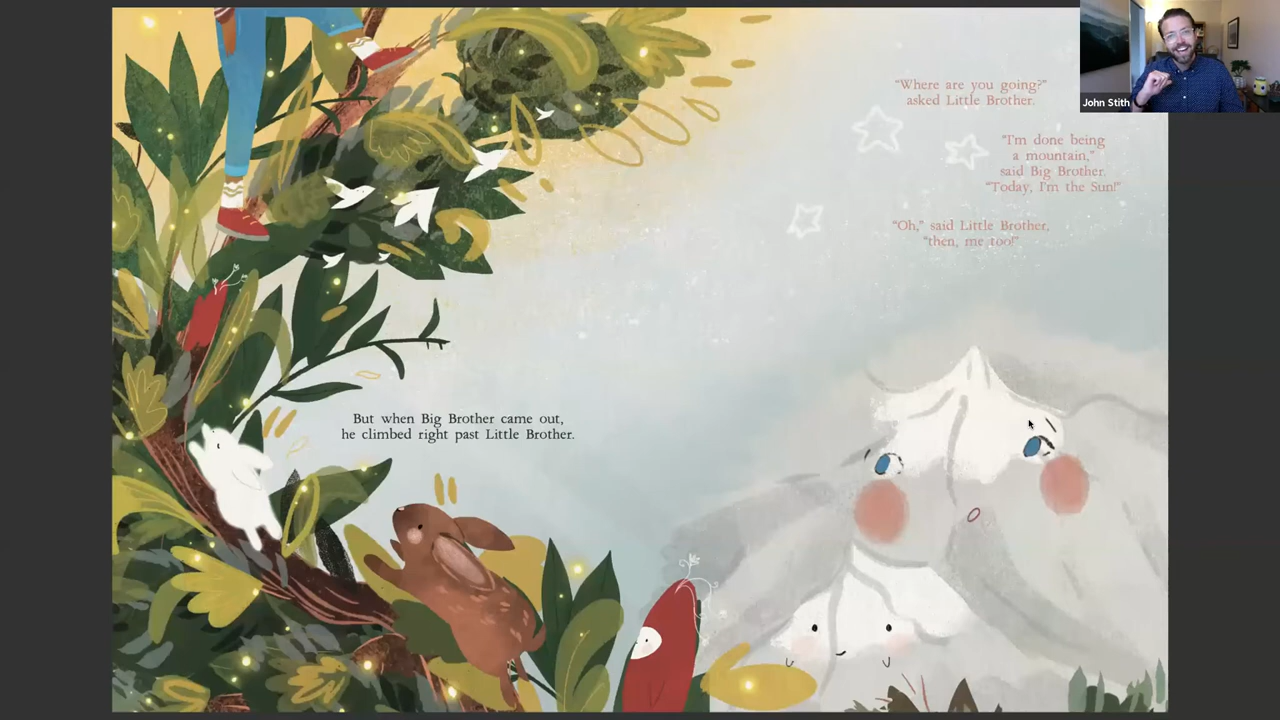 "Where are you going?"
asked Little Brother.
"I'm done being
a mountain,"
said Big Brother.
"Today, I'm the Sun!"
"Oh," said Little Brother,
"then, me too!"
But when Big Brother came out,
he climbed right past Little Brother.
John Stith